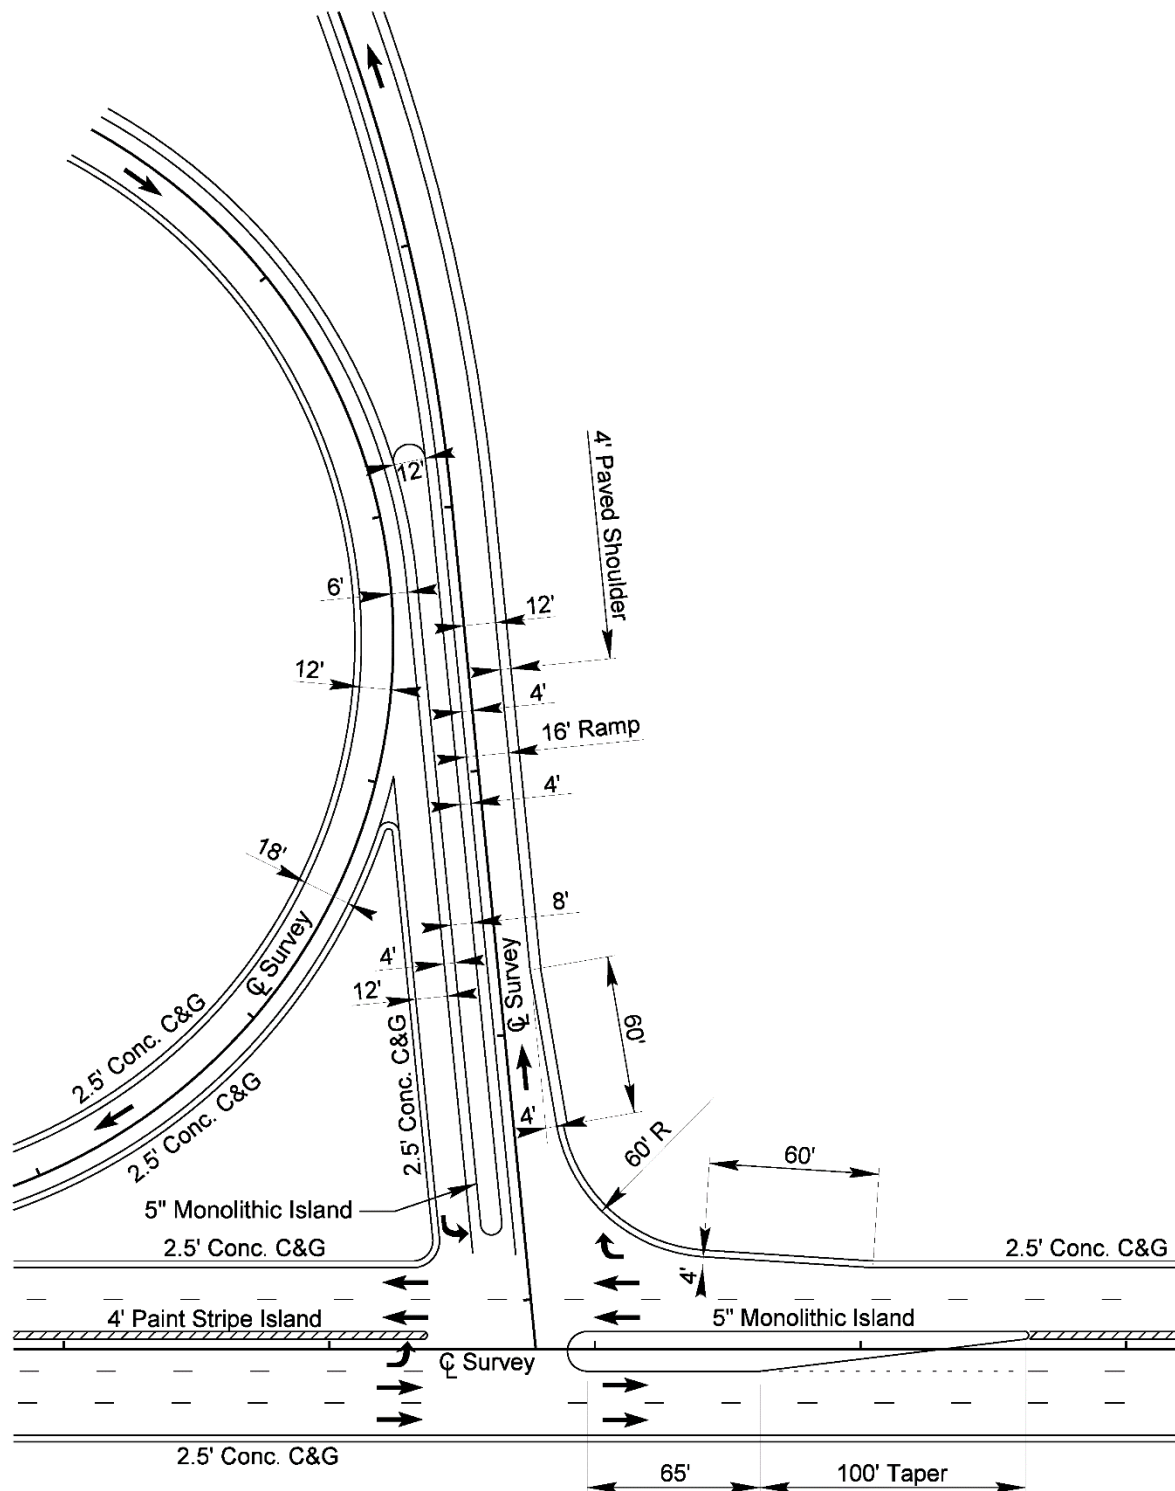 12'
4' Paved Shoulder
6'
12'
12'
4'
16' Ramp
4'
18'
8'
℄ Survey
4'
℄ Survey
12'
2.5' Conc. C&G
60'
2.5' Conc. C&G
2.5' Conc. C&G
4'
60' R
60'
5" Monolithic Island
2.5' Conc. C&G
2.5' Conc. C&G
4'
4' Paint Stripe Island
5" Monolithic Island
℄ Survey
2.5' Conc. C&G
65'
100' Taper